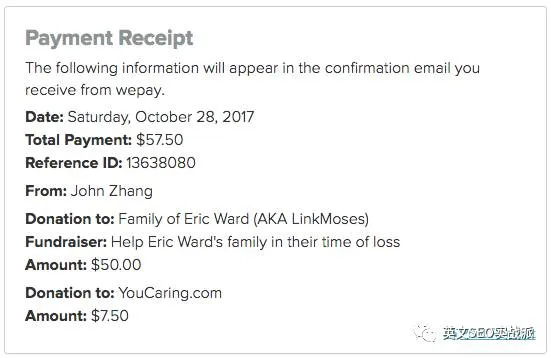 Payment Receipt
The following information will appear in the confirmation email you
receive from wepay.
Date: Saturday, October 28, 2017
Total Payment: $57.50
Reference ID: 13638080
From: John Zhang
Donation to: Family of Eric Ward (AKA LinkMoses)
Fundraiser: Help Eric Ward's family in their time of loss
Amount: $50.00
Donation to: YouCaring.com
Amount: $7.50
英文SEO实战派